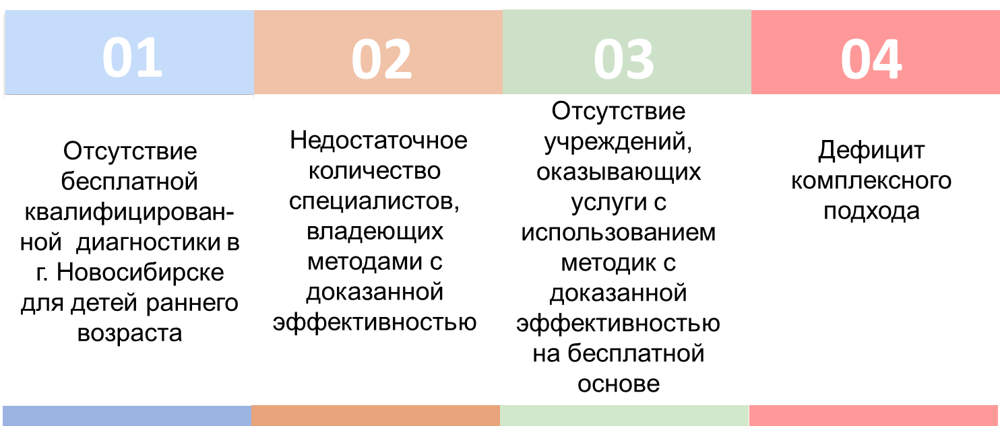 01
Отсутствие
бесплатной
квалифицирован-
ной диагностики в
г. Новосибирске
для детей раннего
возраста
02
Недостаточное
количество
специалистов,
владеющих
методами с
доказанной
эффективностью
03
Отсутствие
учреждений,
оказывающих
услуги с
использованием
методик с
доказанной
эффективностью
на бесплатной
основе
04
Дефицит
комплексного
подхода